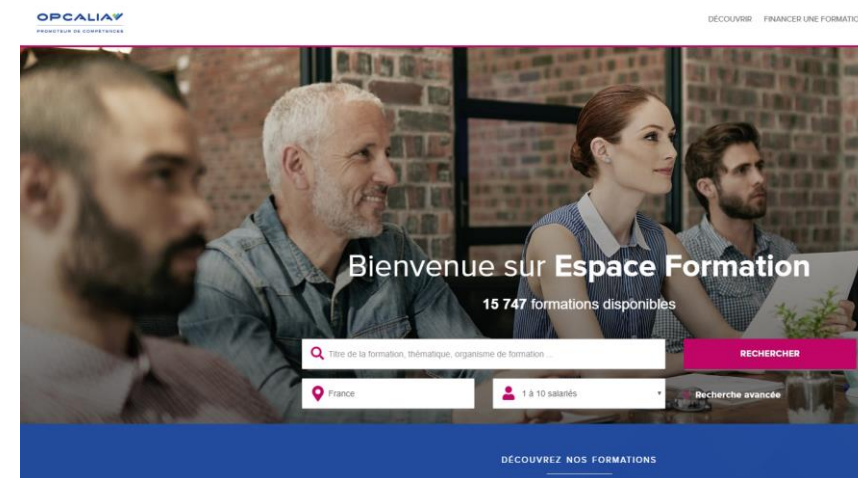 OPCALIA
PROMOTEUR DE COMPÉTENCES
DÉCOUVRIR FINANCER UNE FORMATIO
Bienvenue sur Espace Formation
15 747 formations disponibles
Titre de la formation, thématique, organisme de formation ...
RECHERCHER
France
1 à 10 salariés
Recherche avancée
DÉCOUVREZ NOS FORMATIONS